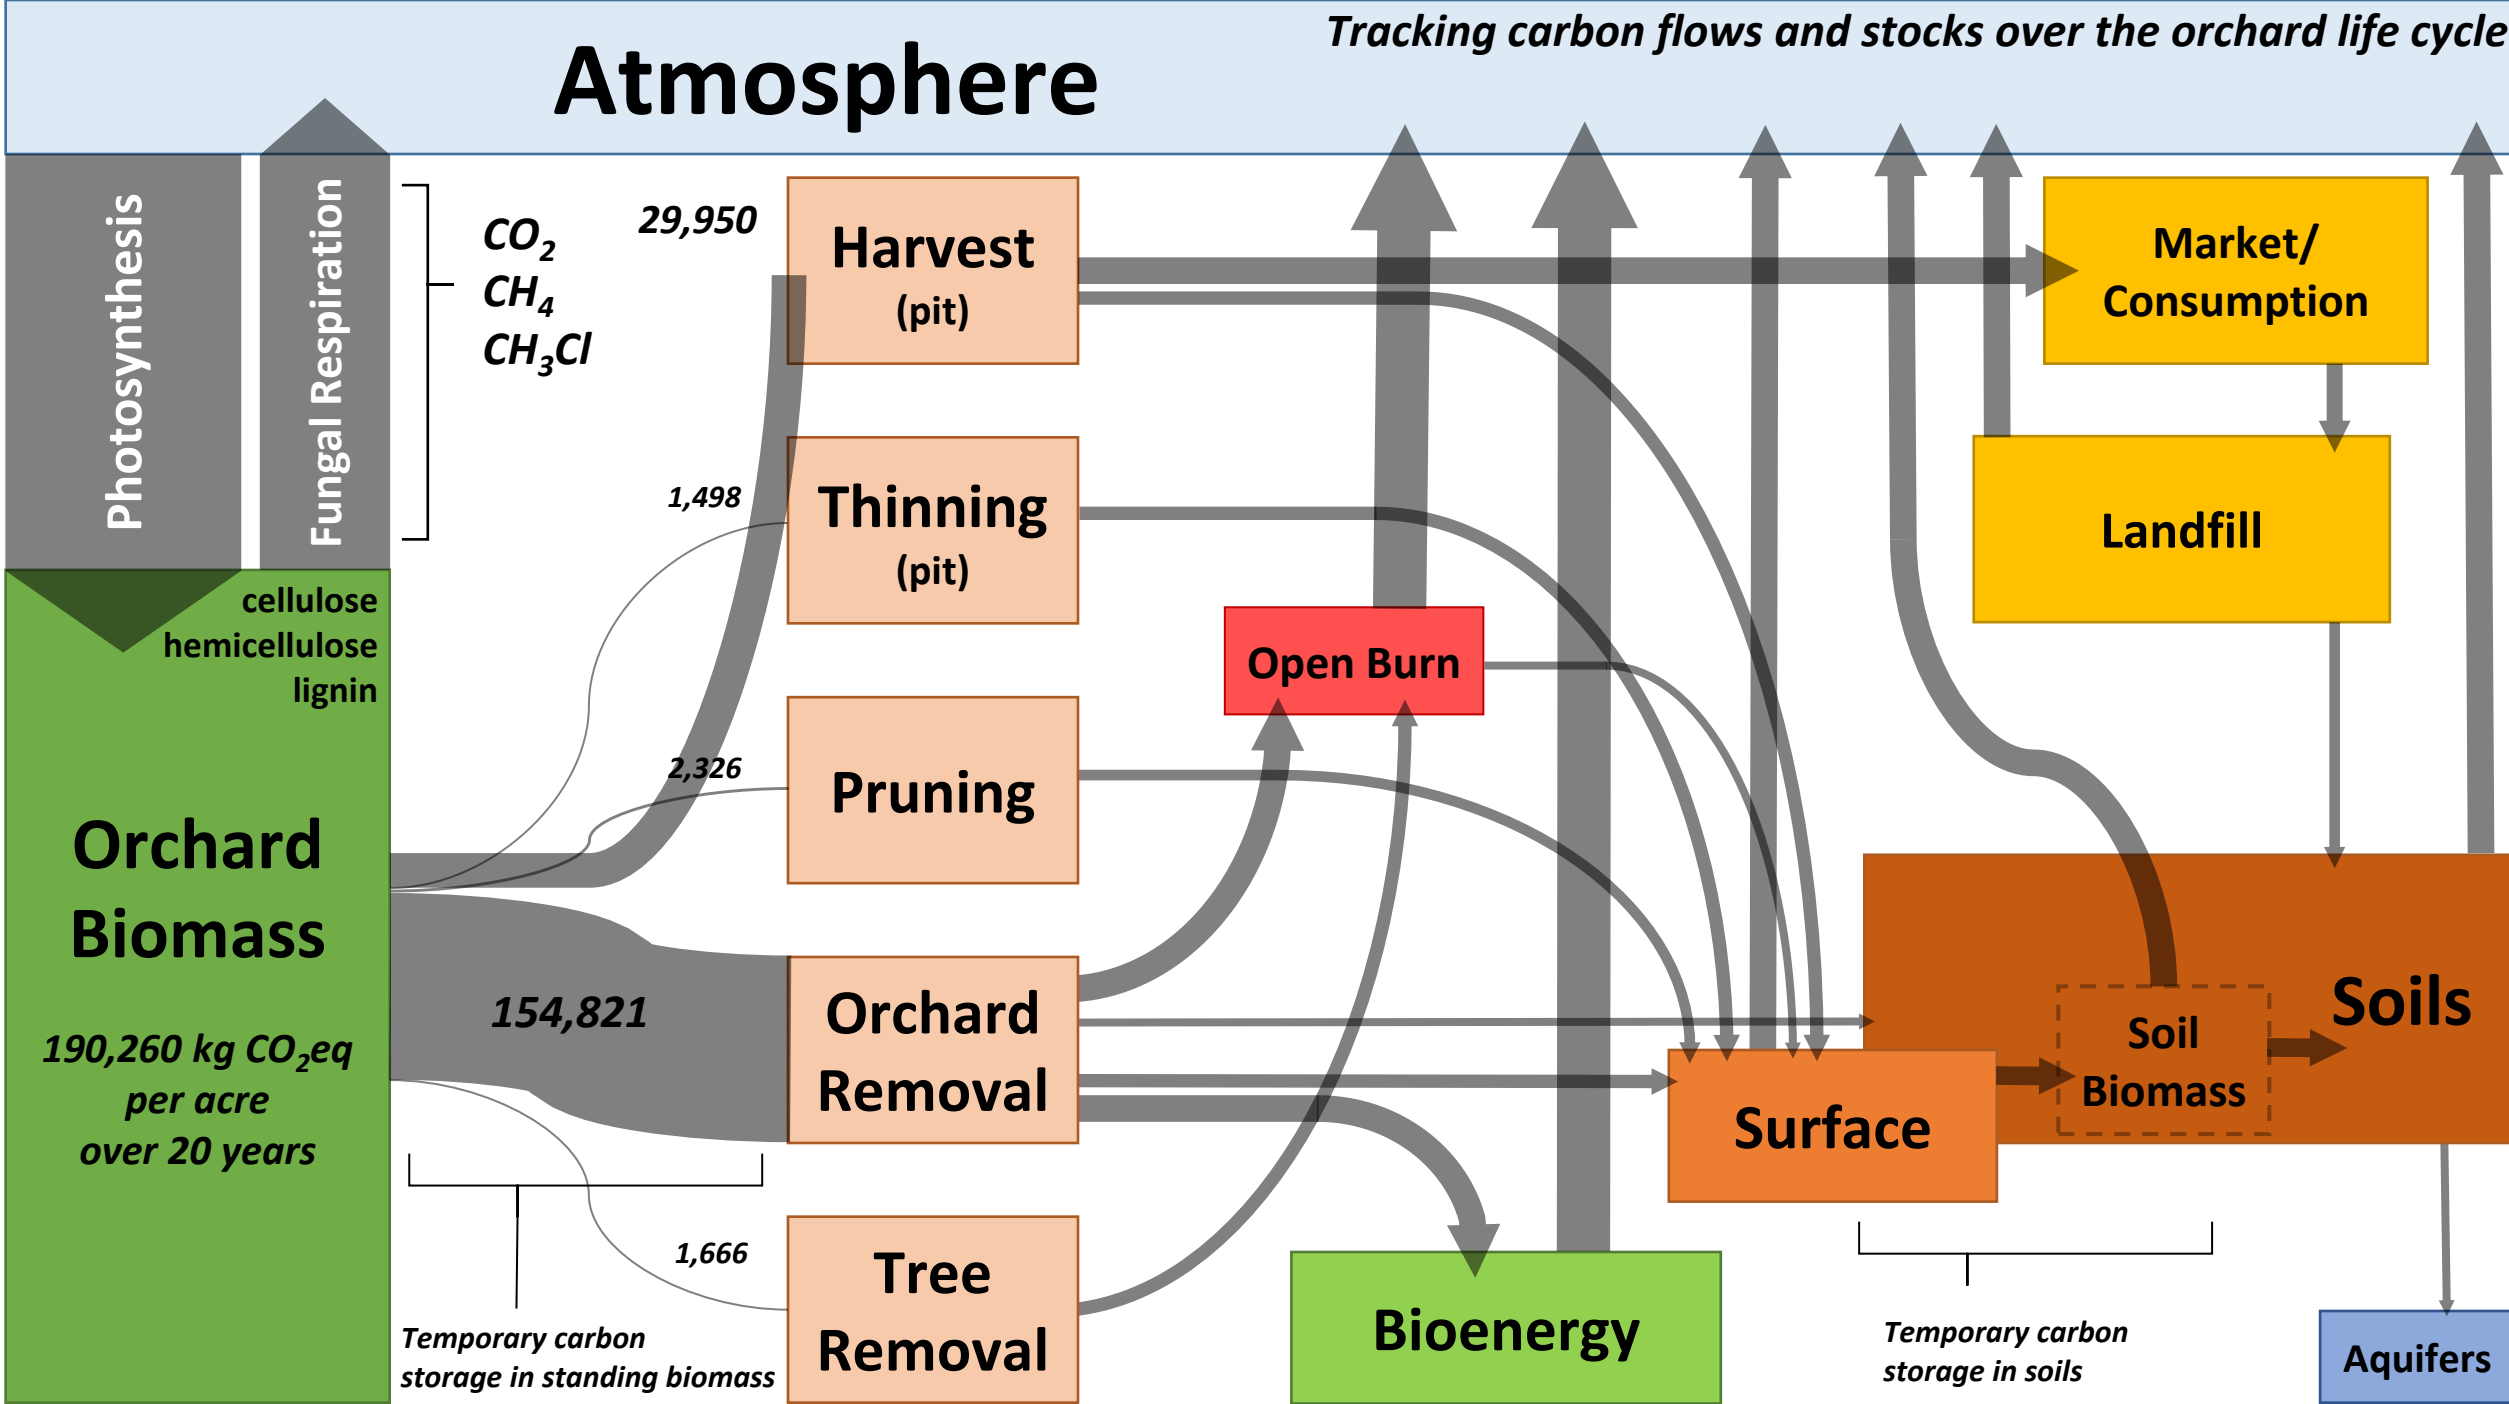 Tracking carbon flows and stocks over the orchard life cycle
Atmosphere
Photosynthesis
Fungal Respiration
CO₂
CH₄
CH₃Cl
29,950
Harvest
(pit)
Market/
Consumption
1,498
Thinning
(pit)
Landfill
cellulose
hemicellulose
lignin
Open Burn
2,326
Pruning
Orchard
Biomass
190,260 kg CO₂eq
per acre
over 20 years
154,821
Orchard
Removal
Soils
Soil
Biomass
Surface
1,666
Tree
Removal
Bioenergy
Temporary carbon
storage in standing biomass
Temporary carbon
storage in soils
Aquifers